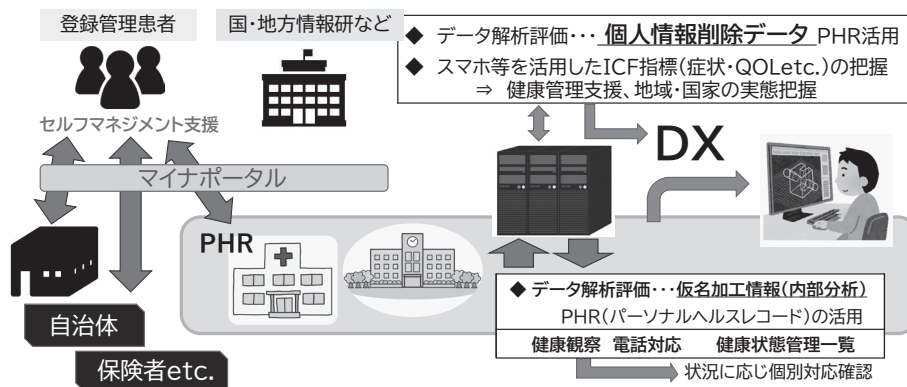 登録管理患者
国・地方情報研など
◆ データ解析評価・・・ 個人情報削除データ PHR活用
◆ スマホ等を活用したICF指標(症状・QOLetc.)の把握
⇒ 健康管理支援、地域・国家の実態把握
セルフマネジメント支援
DX
マイナポータル
PHR
自治体
保険者etc.
◆ データ解析評価・・・仮名加工情報(内部分析)
PHR(パーソナルヘルスレコード)の活用
健康観察 電話対応 健康状態管理一覧
状況に応じ個別対応確認